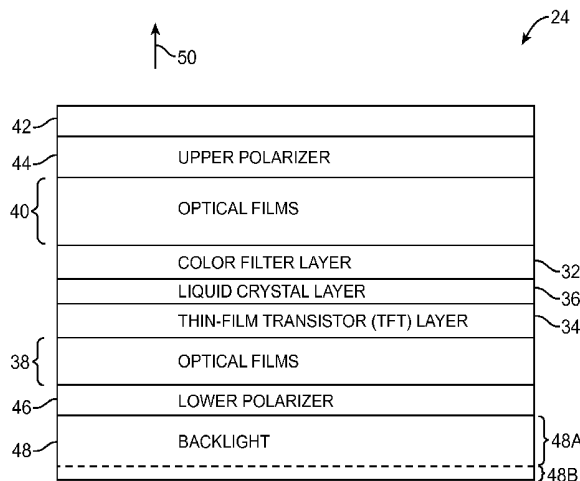 24
50
42
44 UPPER POLARIZER
40 OPTICAL FILMS
COLOR FILTER LAYER 32
LIQUID CRYSTAL LAYER 36
THIN-FILM TRANSISTOR (TFT) LAYER 34
38 OPTICAL FILMS
46 LOWER POLARIZER
48 BACKLIGHT 48A
48B